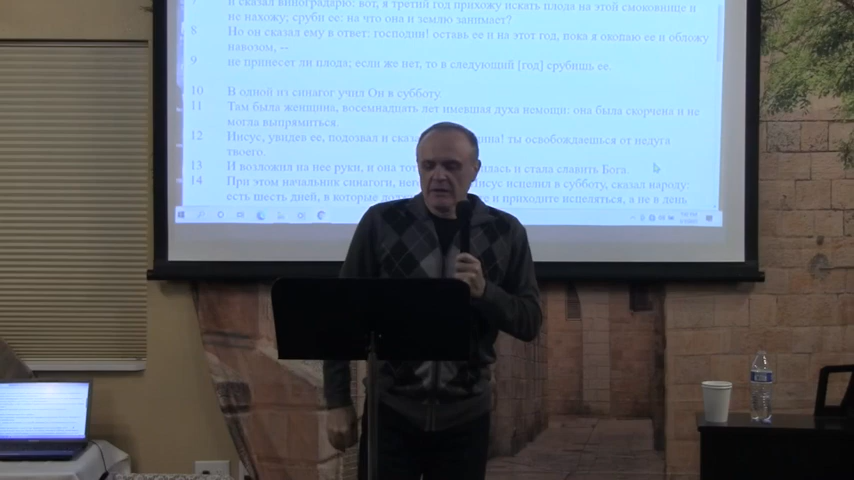 7 и сказал виноградарю: вот, я третий год прихожу искать плода на этой смоковнице и
не нахожу; сруби ее: на что она и землю занимает?
8 Но он сказал ему в ответ: господин! оставь ее и на этот год, пока я окопаю ее и обложу
навозом, --
9 не принесет ли плода; если же нет, то в следующий [год] срубишь ее.
10 В одной из синагог учил Он в субботу.
11 Там была женщина, восемнадцать лет имевшая духа немощи: она была скорчена и не
могла выпрямиться.
12 Иисус, увидев ее, подозвал и сказ ты освобождаешься от недуга
твоего.
13 И возложил на нее руки, и она то и стала славить Бога.
14 При этом начальник синагоги, Иисус исцелил в субботу, сказал народу:
есть шесть дней, в которые и приходите исцеляться, а не в день